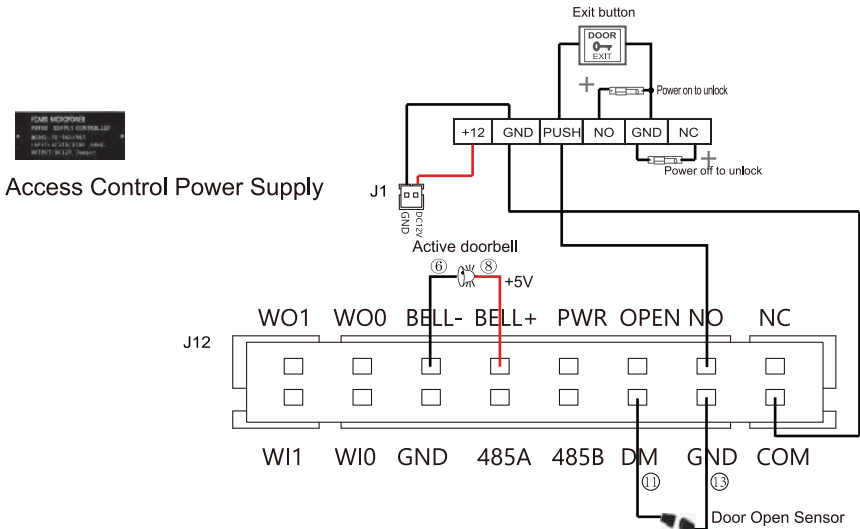 Exit button
DOOR
EXIT
+
Power on to unlock
+12 GND PUSH NO GND NC
+
Power off to unlock
Access Control Power Supply
J1
GND
DC12V
Active doorbell
⑥ ⑧
+5V
WO1 WO0 BELL- BELL+ PWR OPEN NO NC
J12
WI1 WI0 GND 485A 485B DM GND COM
⑪ ⑬
Door Open Sensor